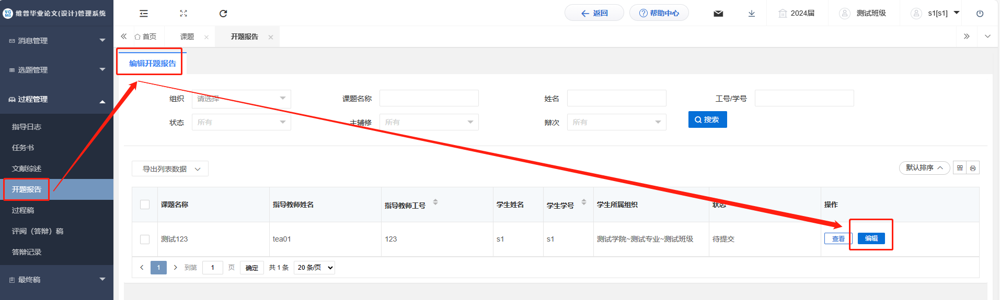 VG
MS
维普毕业论文(设计)管理系统
返回
帮助中心
2024届
测试班级
s1[s1]
消息管理
选题管理
过程管理
指导日志
任务书
文献综述
开题报告
过程稿
评阅（答辩）稿
答辩记录
最终稿
首页
课题
开题报告
编辑开题报告
组织
请选择
课题名称
姓名
工号/学号
状态
所有
主辅修
所有
辩次
所有
搜索
导出列表数据
默认排序
课题名称
指导教师姓名
指导教师工号
学生姓名
学生学号
学生所属组织
状态
操作
测试123
tea01
123
s1
s1
测试学院~测试专业~测试班级
待提交
查看
编辑
1
到第
1
页
确定
共 1 条
20 条/页